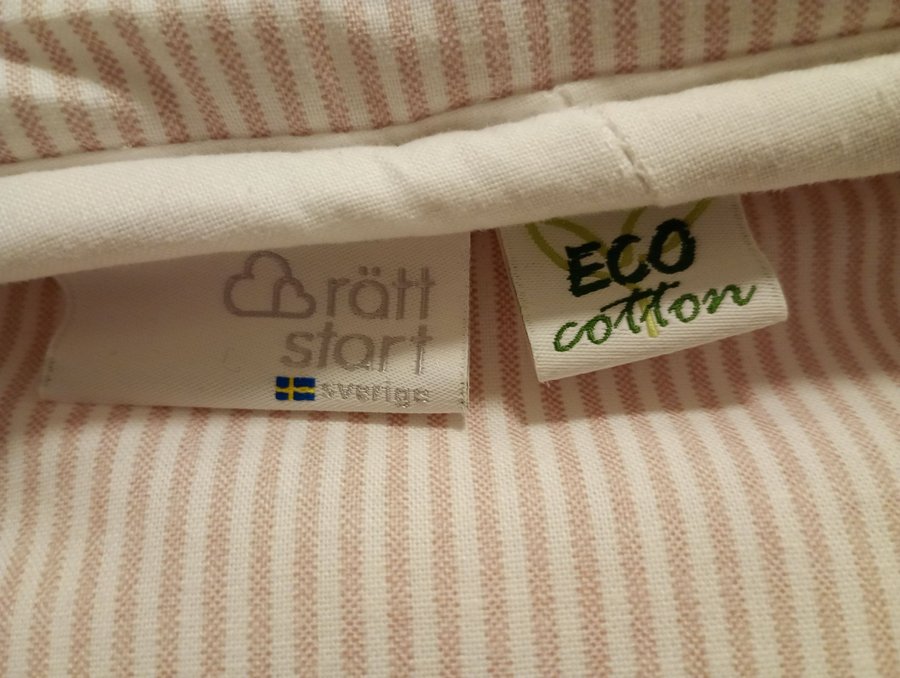 rätt
start
sverige
ECO
cotton